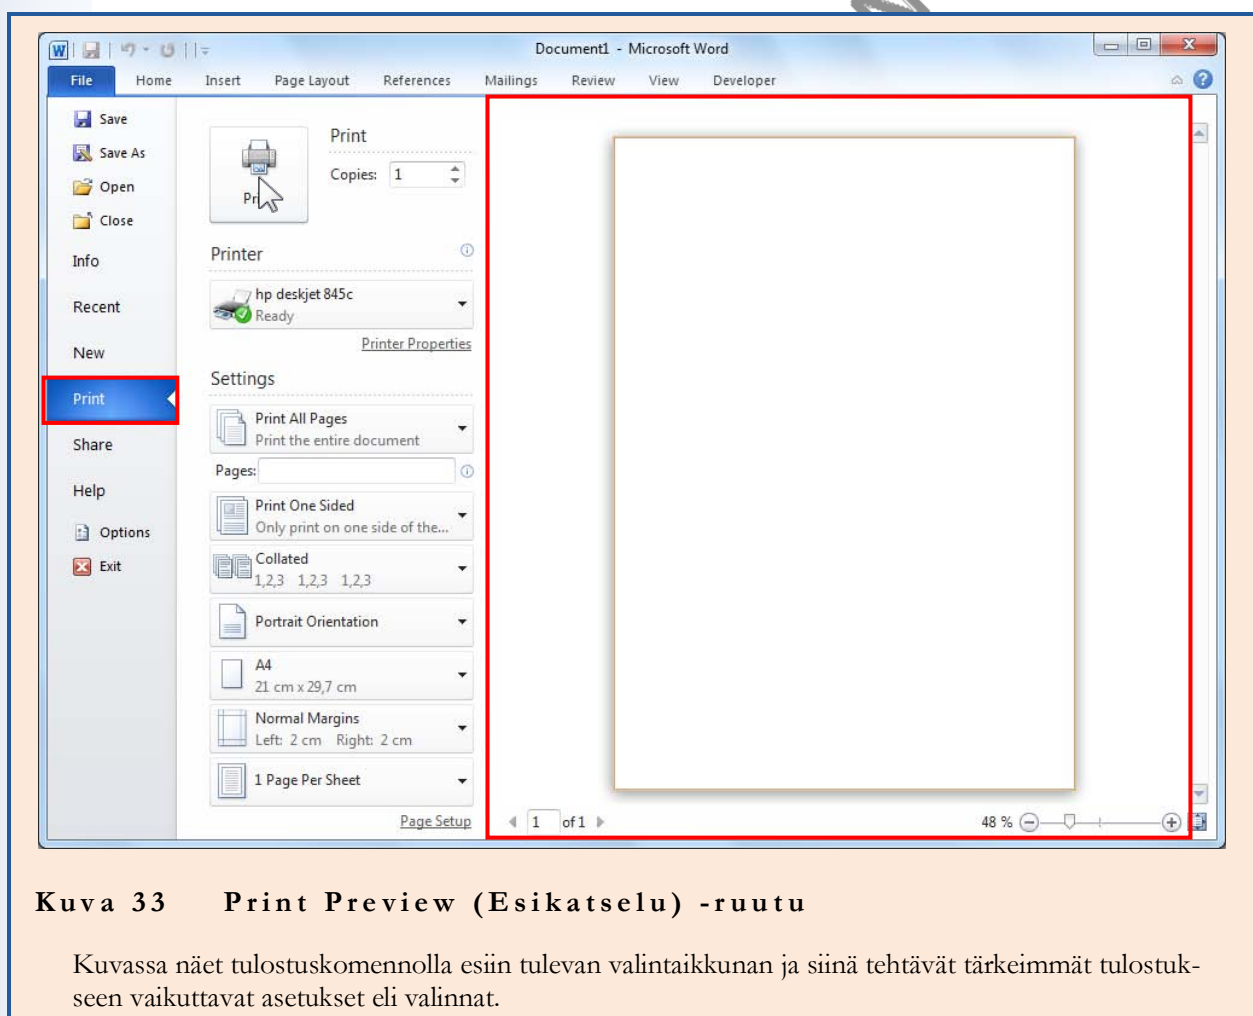 Document1 - Microsoft Word
File Home Insert Page Layout References Mailings Review View Developer
Save
Save As
Open
Close
Info
Recent
New
Print
Share
Help
Options
Exit
Print
Copies: 1
Printer
hp deskjet 845c
Ready
Printer Properties
Settings
Print All Pages
Print the entire document
Pages:
Print One Sided
Only print on one side of the...
Collated
1,2,3 1,2,3 1,2,3
Portrait Orientation
A4
21 cm x 29,7 cm
Normal Margins
Left: 2 cm Right: 2 cm
1 Page Per Sheet
Page Setup
1 of 1
48 %
Kuva 33 Print Preview (Esikatselu) -ruutu
Kuvassa näet tulostuskomennolla esiin tulevan valintaikkunan ja siinä tehtävät tärkeimmät tulostuk-
seen vaikuttavat asetukset eli valinnat.